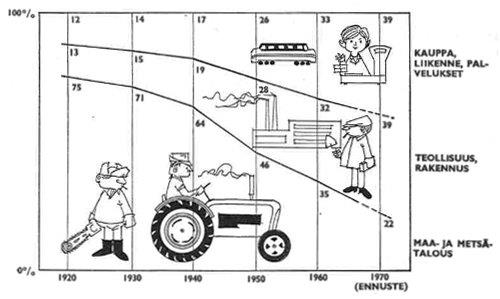 100%
12 14 17 26 33 39
13 15 19 28 32 39
KAUPPA,
LIIKENNE, PAL-
VELUKSET
75 71 64 46 35 22
TEOLLISUUS,
RAKENNUS
MAA- JA METSÄ-
TALOUS
0%
1920 1930 1940 1950 1960 1970
(ENNUSTE)